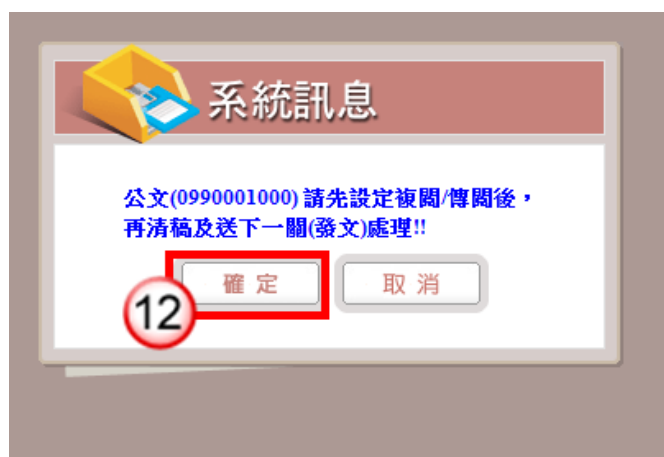 系統訊息
公文(0990001000) 請先設定複閱/傳閱後，
再清稿及送下一關(發文)處理!!
確 定
取 消
12